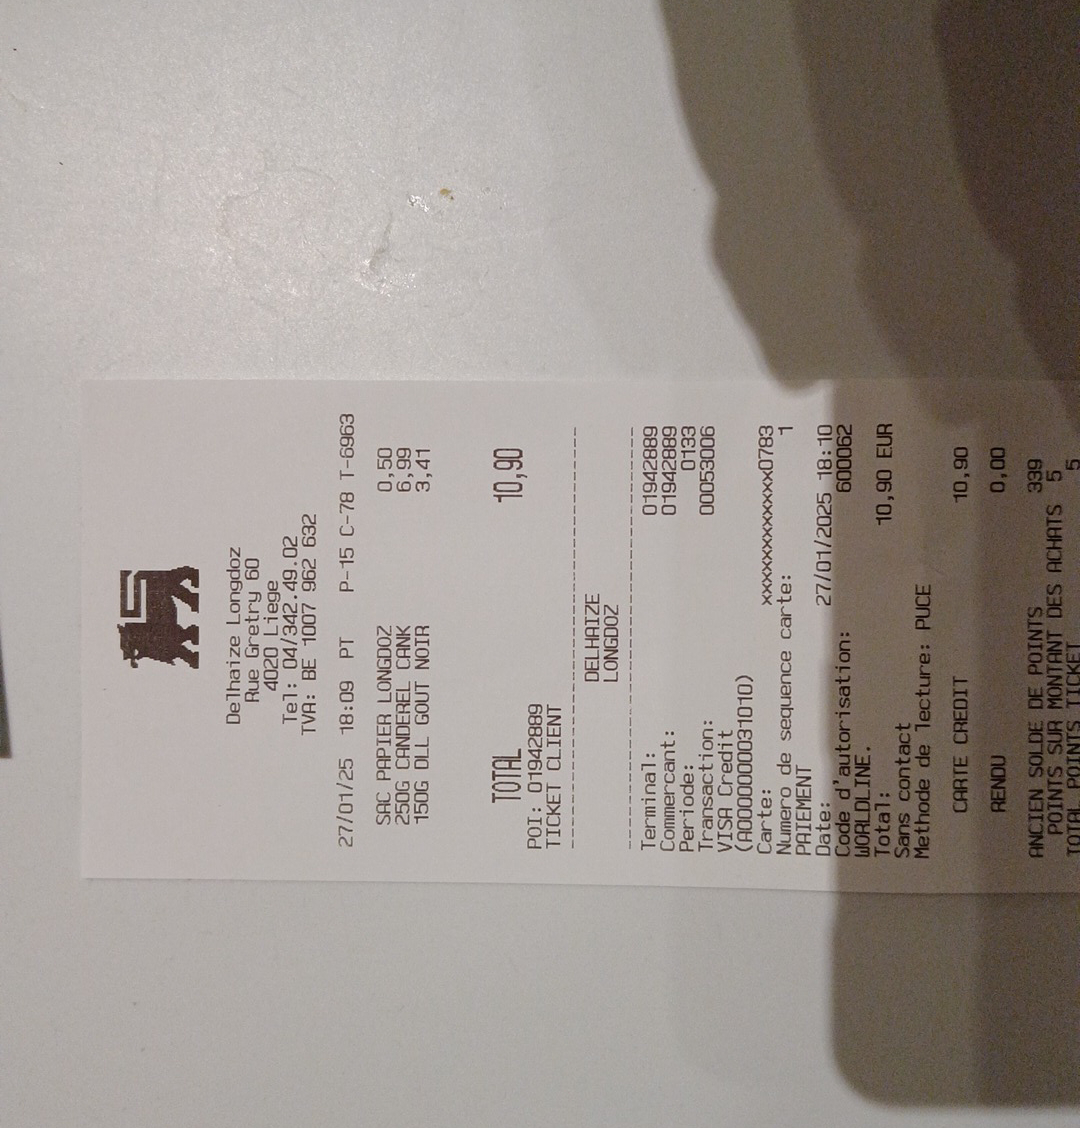 Delhaize Longdoz
Rue Gretry 60
4020 Liege
Tel: 04/342.49.02
TVA: BE 1007 962 632
27/01/25 18:09 PT P-15 C-78 T-6963
SAC PAPIER LONGDOZ 0,50
250G CANDEREL CANK 6,99
150G DLL GOUT NOIR 3,41
TOTAL 10,90
POI: 01942889
TICKET CLIENT
DELHAIZE
LONGDOZ
Terminal: 01942889
Commercant: 01942889
Periode: 0133
Transaction: 00053006
VISA Credit
(A0000000031010)
Carte: xxxxxxxxxxxxxxx0783
Numero de sequence carte: 1
PAIEMENT
Date: 27/01/2025 18:10
Code d'autorisation: 600062
WORLDLINE.
Total: 10,90 EUR
Sans contact
Methode de lecture: PUCE
CARTE CREDIT 10,90
RENDU 0,00
ANCIEN SOLDE DE POINTS 339
POINTS SUR MONTANT DES ACHATS 5
TOTAL POINTS TICKET 5